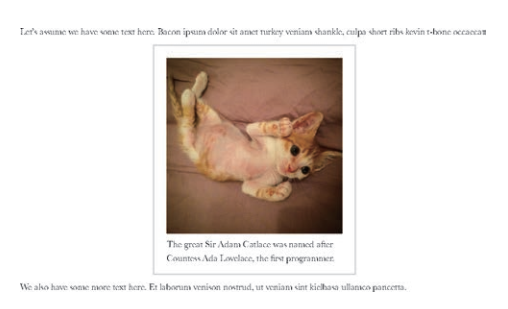 Let's assume we have some text here. Bacon ipsum dolor sit amet turkey veniam shankle, culpa short ribs kevin t-bone occaecat
The great Sir Adam Catlace was named after
Countess Ada Lovelace, the first programmer.
We also have some more text here. Et laborum venison nostrud, ut veniam sint kielbasa ullamco pancetta.